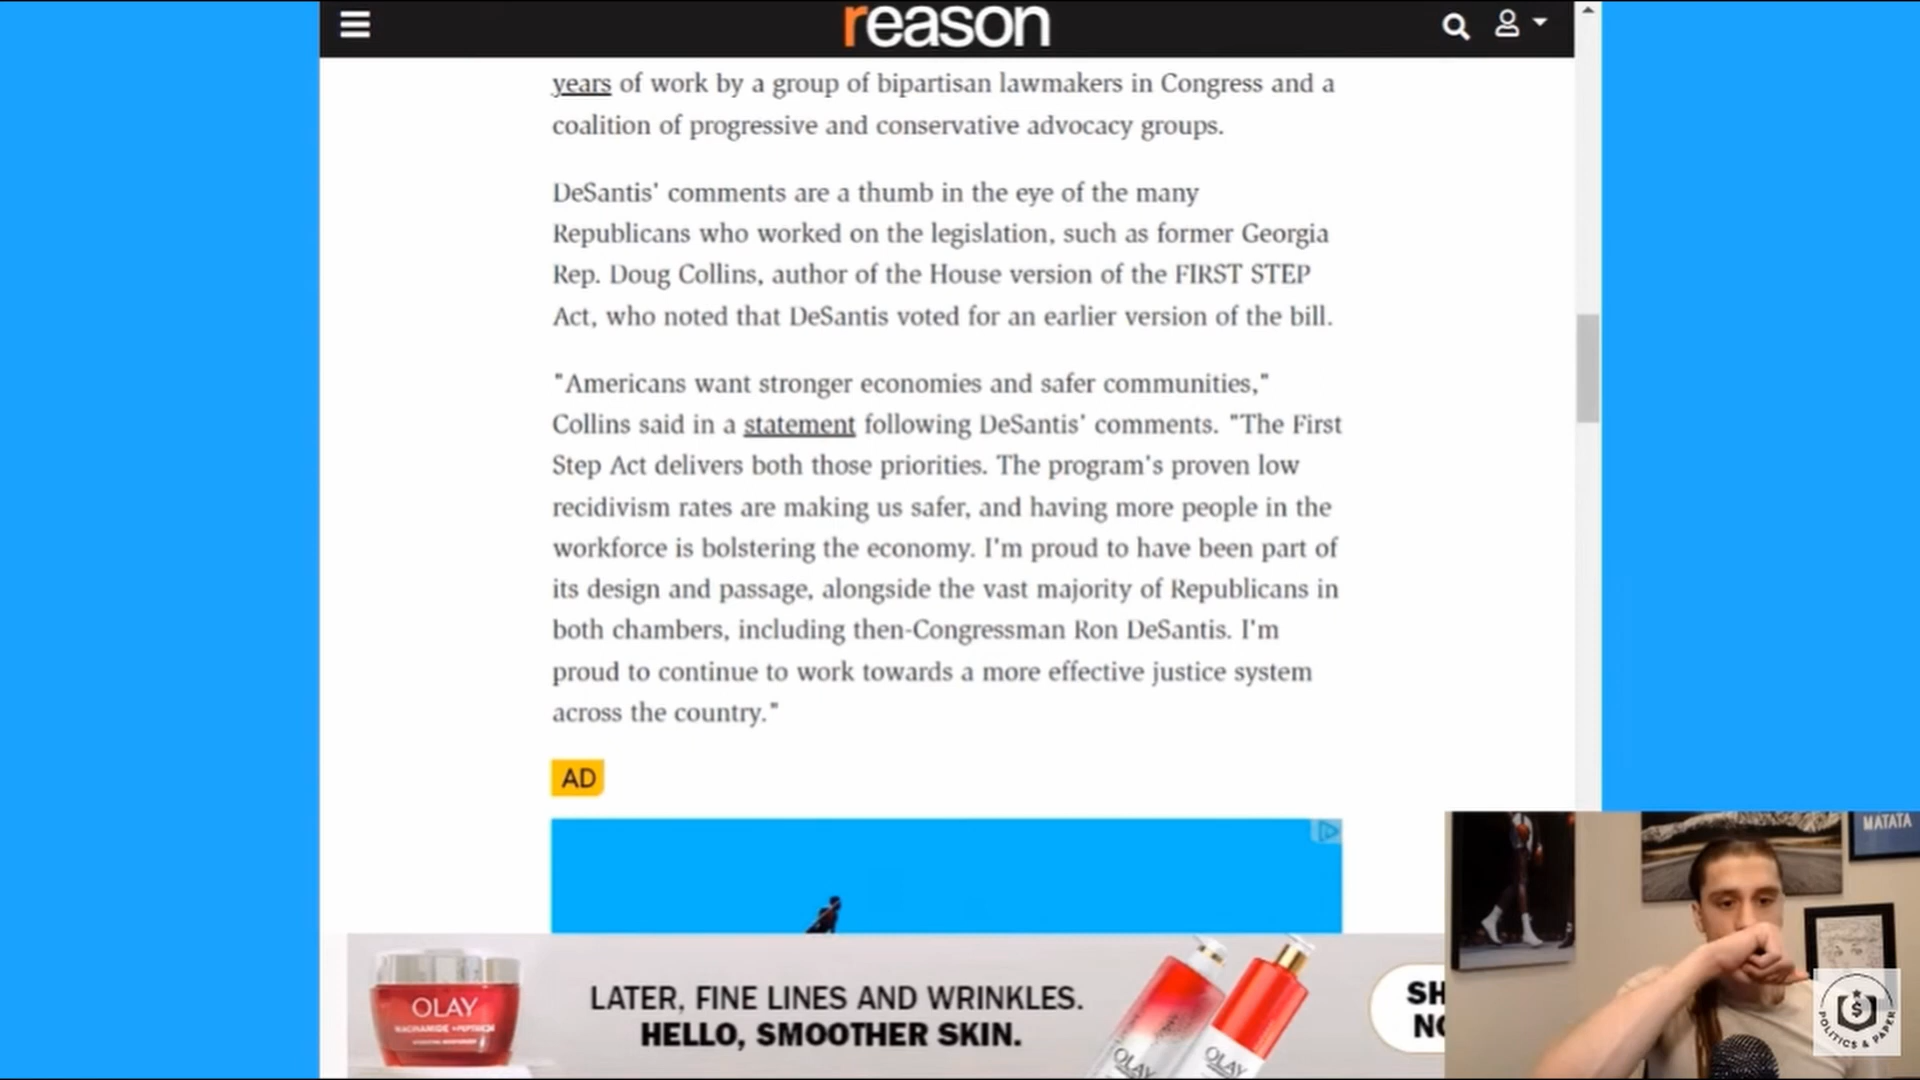 reason
years of work by a group of bipartisan lawmakers in Congress and a
coalition of progressive and conservative advocacy groups.
DeSantis' comments are a thumb in the eye of the many
Republicans who worked on the legislation, such as former Georgia
Rep. Doug Collins, author of the House version of the FIRST STEP
Act, who noted that DeSantis voted for an earlier version of the bill.
"Americans want stronger economies and safer communities,"
Collins said in a statement following DeSantis' comments. "The First
Step Act delivers both those priorities. The program's proven low
recidivism rates are making us safer, and having more people in the
workforce is bolstering the economy. I'm proud to have been part of
its design and passage, alongside the vast majority of Republicans in
both chambers, including then-Congressman Ron DeSantis. I'm
proud to continue to work towards a more effective justice system
across the country."
AD
MATATA
OLAY
LATER, FINE LINES AND WRINKLES.
HELLO, SMOOTHER SKIN.
OLAY
OLAY
SH
NO
POLITICS & PAPER